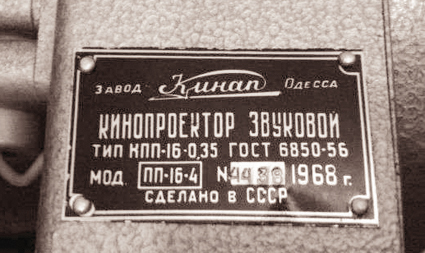 ЗАВОД Кинап ОДЕССА
КИНОПРОЕКТОР ЗВУКОВОЙ
ТИП КПП-16-0,35 ГОСТ 6850-56
МОД. ПП-16-4 № 1968 г.
СДЕЛАНО В СССР